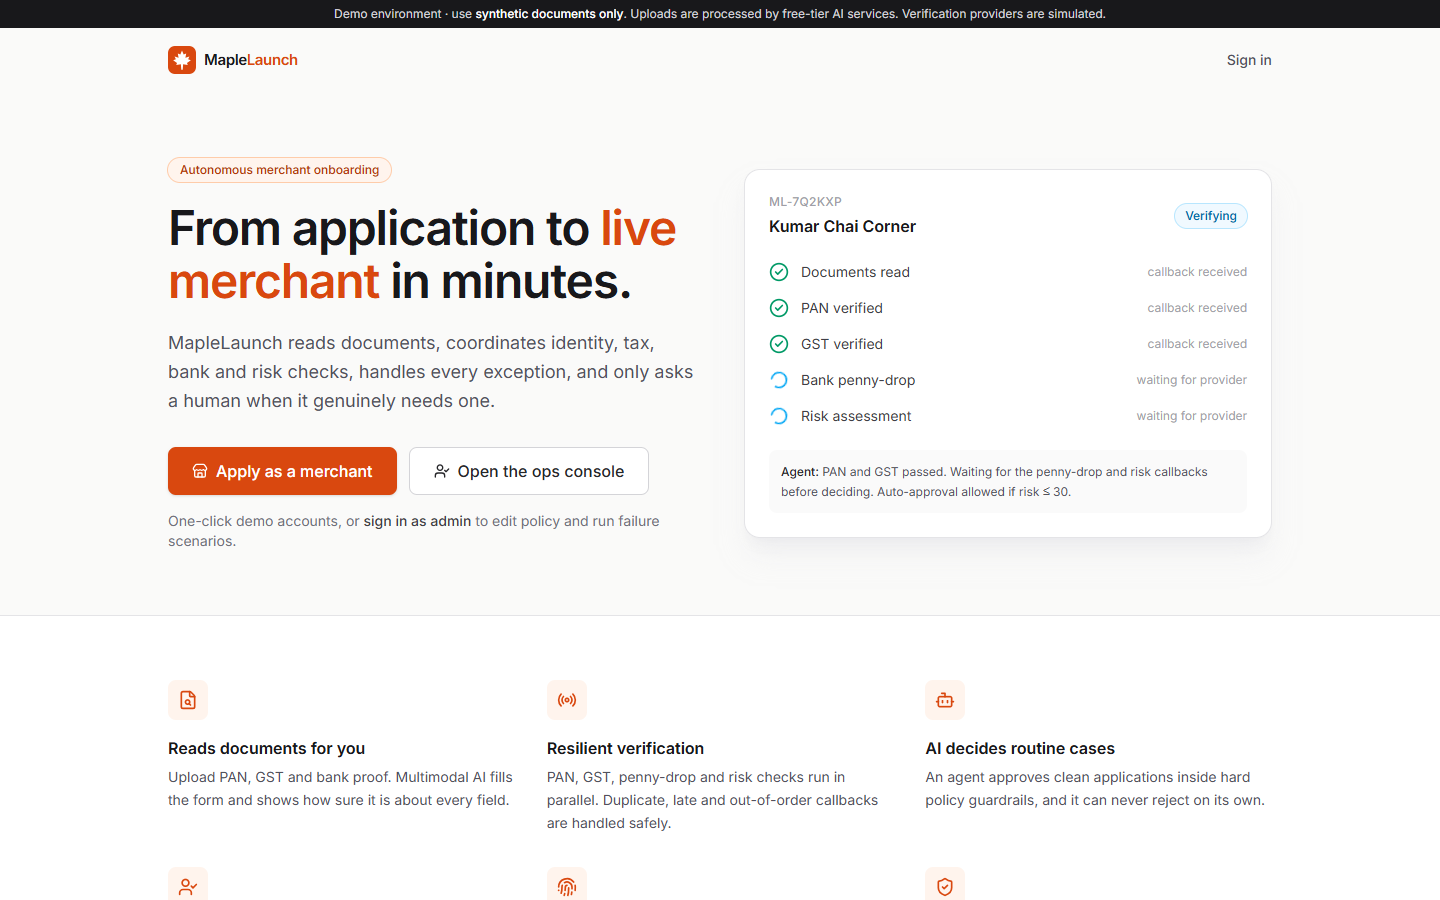 Demo environment · use synthetic documents only. Uploads are processed by free-tier AI services. Verification providers are simulated.
MapleLaunch
Sign in
Autonomous merchant onboarding
From application to live
merchant in minutes.
MapleLaunch reads documents, coordinates identity, tax,
bank and risk checks, handles every exception, and only asks
a human when it genuinely needs one.
Apply as a merchant
Open the ops console
One-click demo accounts, or sign in as admin to edit policy and run failure
scenarios.
ML-7Q2KXP
Kumar Chai Corner
Verifying
Documents read
callback received
PAN verified
callback received
GST verified
callback received
Bank penny-drop
waiting for provider
Risk assessment
waiting for provider
Agent: PAN and GST passed. Waiting for the penny-drop and risk callbacks
before deciding. Auto-approval allowed if risk ≤ 30.
Reads documents for you
Upload PAN, GST and bank proof. Multimodal AI fills
the form and shows how sure it is about every field.
Resilient verification
PAN, GST, penny-drop and risk checks run in
parallel. Duplicate, late and out-of-order callbacks
are handled safely.
AI decides routine cases
An agent approves clean applications inside hard
policy guardrails, and it can never reject on its own.